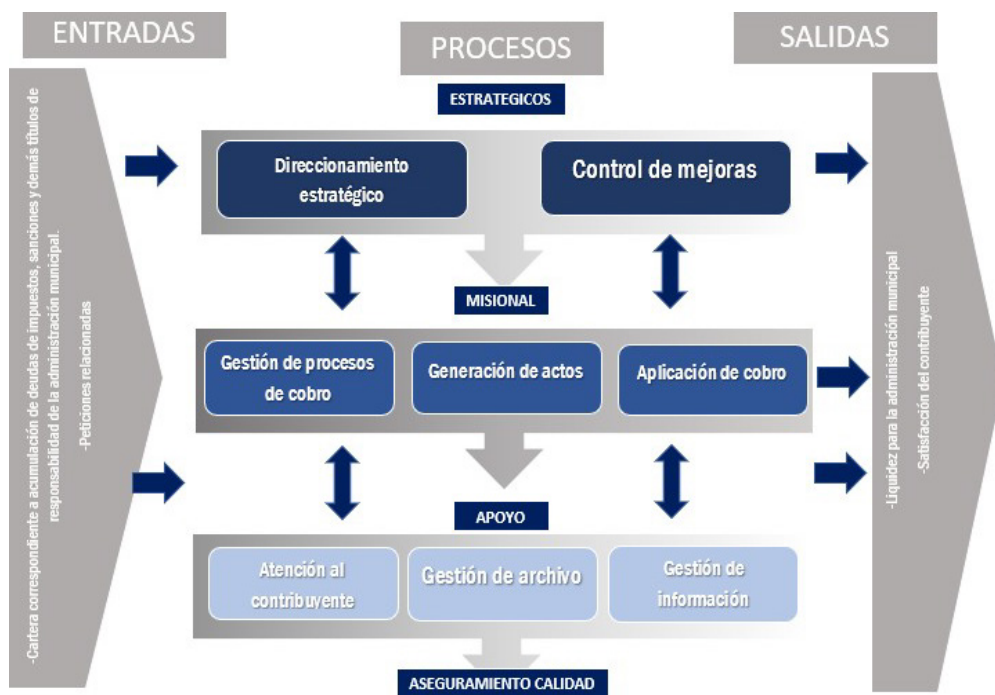 ENTRADAS
PROCESOS
SALIDAS
ESTRATEGICOS
Direccionamiento
estratégico
Control de mejoras
MISIONAL
Gestión de procesos
de cobro
Generación de actos
Aplicación de cobro
APOYO
Atención al
contribuyente
Gestión de archivo
Gestión de
información
ASEGURAMIENTO CALIDAD
-Cartera correspondiente a acumulación de deudas de impuestos, sanciones y demás títulos de
responsabilidad de la administración municipal.
-Peticiones relacionadas
-Liquidez para la administración municipal
-Satisfacción del contribuyente